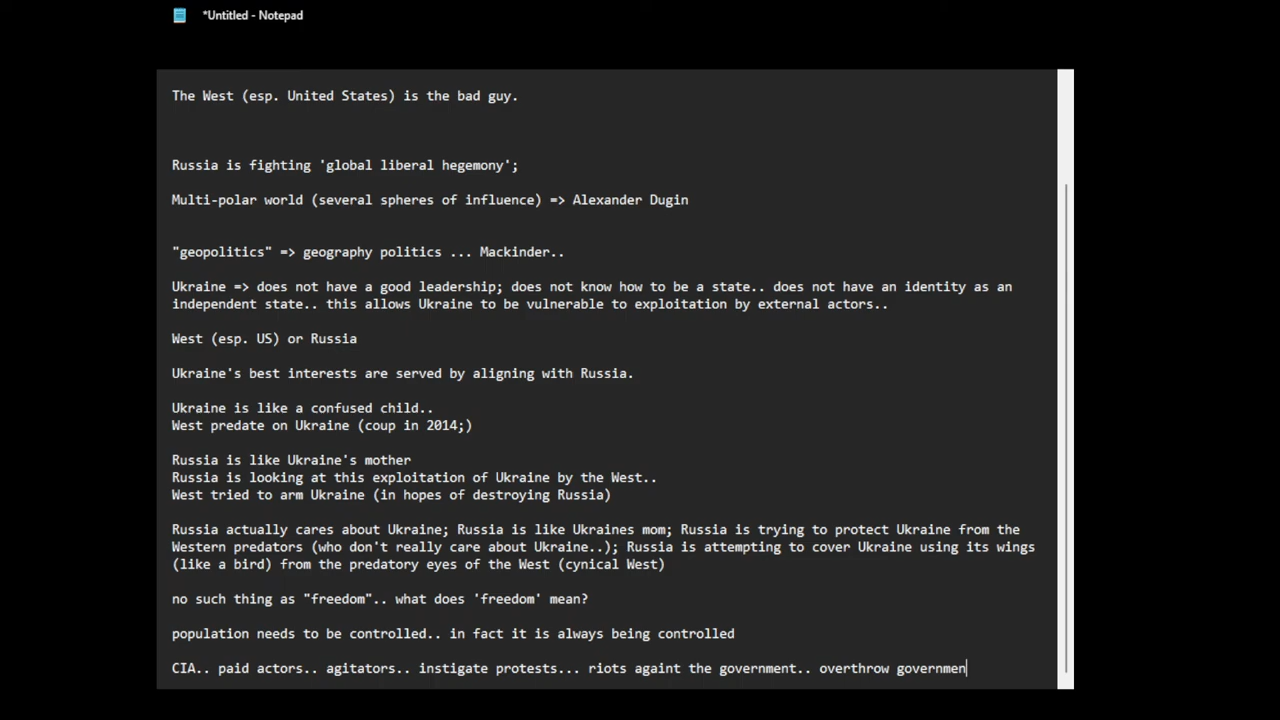 *Untitled - Notepad
The West (esp. United States) is the bad guy.
Russia is fighting 'global liberal hegemony';
Multi-polar world (several spheres of influence) => Alexander Dugin
"geopolitics" => geography politics ... Mackinder..
Ukraine => does not have a good leadership; does not know how to be a state.. does not have an identity as an
independent state.. this allows Ukraine to be vulnerable to exploitation by external actors..
West (esp. US) or Russia
Ukraine's best interests are served by aligning with Russia.
Ukraine is like a confused child..
West predate on Ukraine (coup in 2014;)
Russia is like Ukraine's mother
Russia is looking at this exploitation of Ukraine by the West..
West tried to arm Ukraine (in hopes of destroying Russia)
Russia actually cares about Ukraine; Russia is like Ukraines mom; Russia is trying to protect Ukraine from the
Western predators (who don't really care about Ukraine..); Russia is attempting to cover Ukraine using its wings
(like a bird) from the predatory eyes of the West (cynical West)
no such thing as "freedom".. what does 'freedom' mean?
population needs to be controlled.. in fact it is always being controlled
CIA.. paid actors.. agitators.. instigate protests... riots againt the government.. overthrow governmen